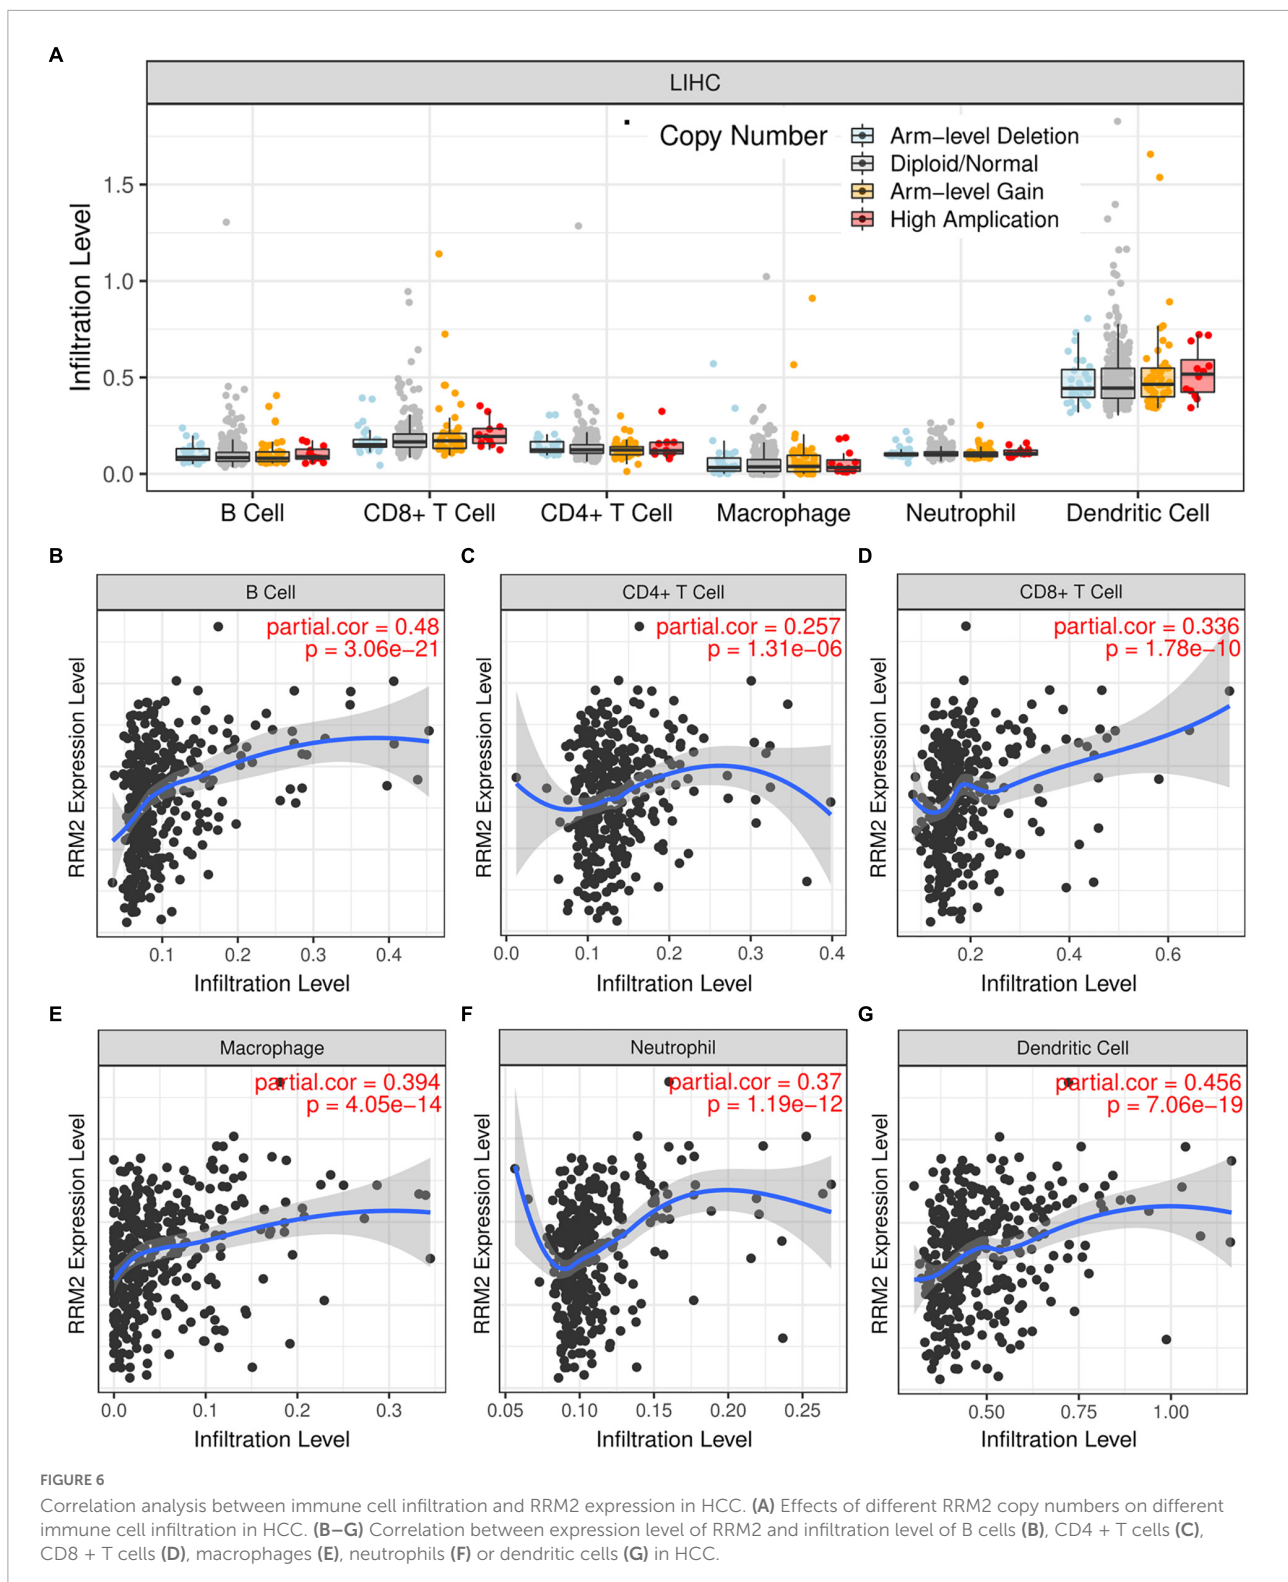 A
LIHC
Copy Number
Arm-level Deletion
Diploid/Normal
Arm-level Gain
High Amplication
Infiltration Level
1.5
1.0
0.5
0.0
B Cell CD8+ T Cell CD4+ T Cell Macrophage Neutrophil Dendritic Cell
B
B Cell
partial.cor = 0.48
p = 3.06e−21
RRM2 Expression Level
0.1 0.2 0.3 0.4
Infiltration Level
C
CD4+ T Cell
partial.cor = 0.257
p = 1.31e−06
RRM2 Expression Level
0.0 0.1 0.2 0.3 0.4
Infiltration Level
D
CD8+ T Cell
partial.cor = 0.336
p = 1.78e−10
RRM2 Expression Level
0.2 0.4 0.6
Infiltration Level
E
Macrophage
partial.cor = 0.394
p = 4.05e−14
RRM2 Expression Level
0.0 0.1 0.2 0.3
Infiltration Level
F
Neutrophil
partial.cor = 0.37
p = 1.19e−12
RRM2 Expression Level
0.05 0.10 0.15 0.20 0.25
Infiltration Level
G
Dendritic Cell
partial.cor = 0.456
p = 7.06e−19
RRM2 Expression Level
0.50 0.75 1.00
Infiltration Level
FIGURE 6
Correlation analysis between immune cell infiltration and RRM2 expression in HCC. (A) Effects of different RRM2 copy numbers on different
immune cell infiltration in HCC. (B–G) Correlation between expression level of RRM2 and infiltration level of B cells (B), CD4 + T cells (C),
CD8 + T cells (D), macrophages (E), neutrophils (F) or dendritic cells (G) in HCC.